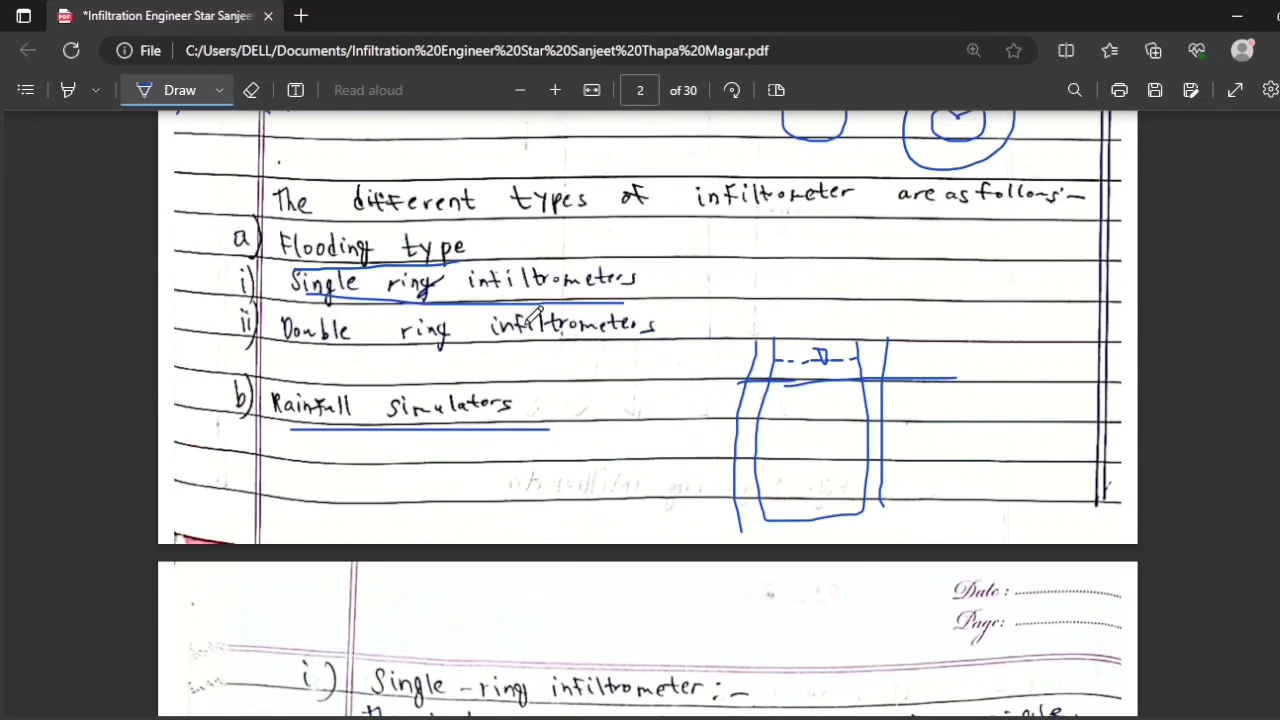 *Infiltration Engineer Star Sanjee
File C:/Users/DELL/Documents/Infiltration%20Engineer%20Star%20Sanjeet%20Thapa%20Magar.pdf
Draw Read aloud 2 of 30
The different types of infiltrometer are as follows:-
a) Flooding type
i) Single ring infiltrometers
ii) Double ring infiltrometers
b) Rainfall simulators
Date: ........................
Page: ........................
i) Single-ring infiltrometer:-